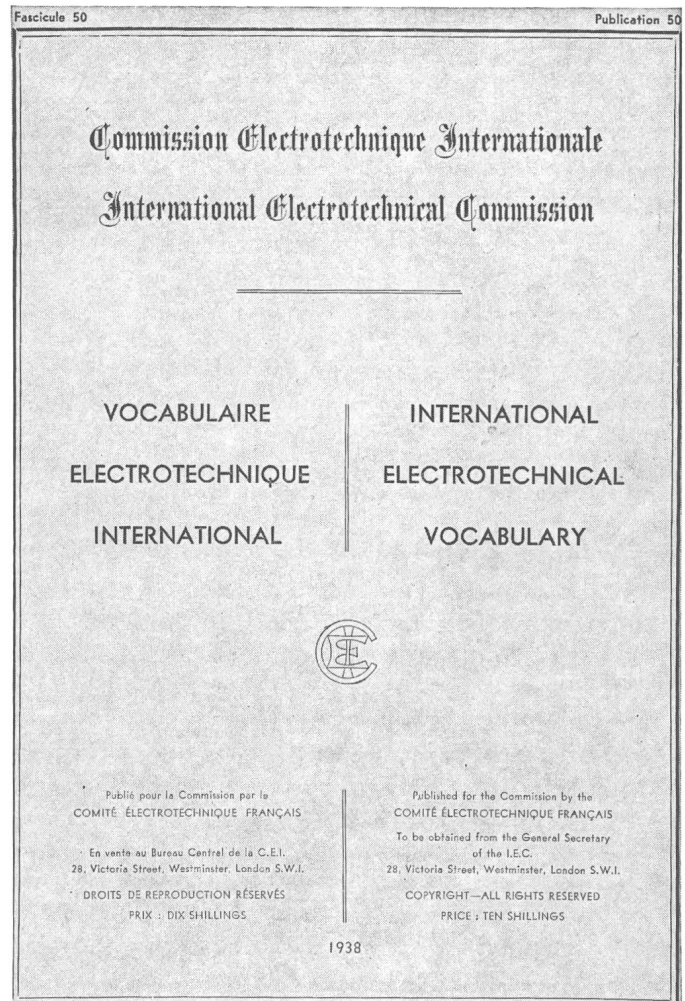 Fascicule 50
Publication 50
Commission Electrotechnique Internationale
International Electrotechnical Commission
VOCABULAIRE
ELECTROTECHNIQUE
INTERNATIONAL
INTERNATIONAL
ELECTROTECHNICAL
VOCABULARY
Publié pour la Commission par le
COMITÉ ÉLECTROTECHNIQUE FRANÇAIS
En vente au Bureau Central de la C.E.I.
28, Victoria Street, Westminster, London S.W.I.
DROITS DE REPRODUCTION RÉSERVÉS
PRIX : DIX SHILLINGS
Published for the Commission by the
COMITÉ ÉLECTROTECHNIQUE FRANÇAIS
To be obtained from the General Secretary
of the I.E.C.
28, Victoria Street, Westminster, London S.W.I.
COPYRIGHT—ALL RIGHTS RESERVED
PRICE : TEN SHILLINGS
1938